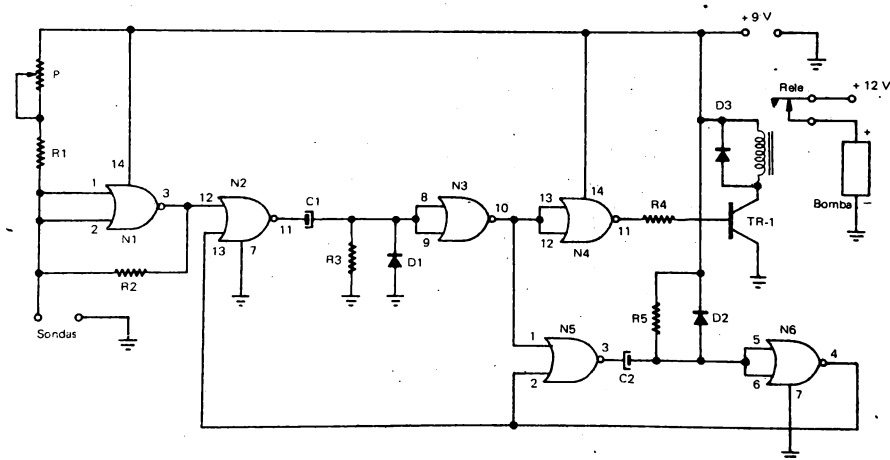 + 9 V
P
Rele
+ 12 V
D3
R1
14
1
3
2
N1
N2
12
13
7
11
C1
N3
8
9
10
13
12
14
11
N4
R4
TR-1
+
Bomba
–
R2
R3
D1
Sondas
R5
D2
N5
1
2
3
C2
N6
5
6
4
7